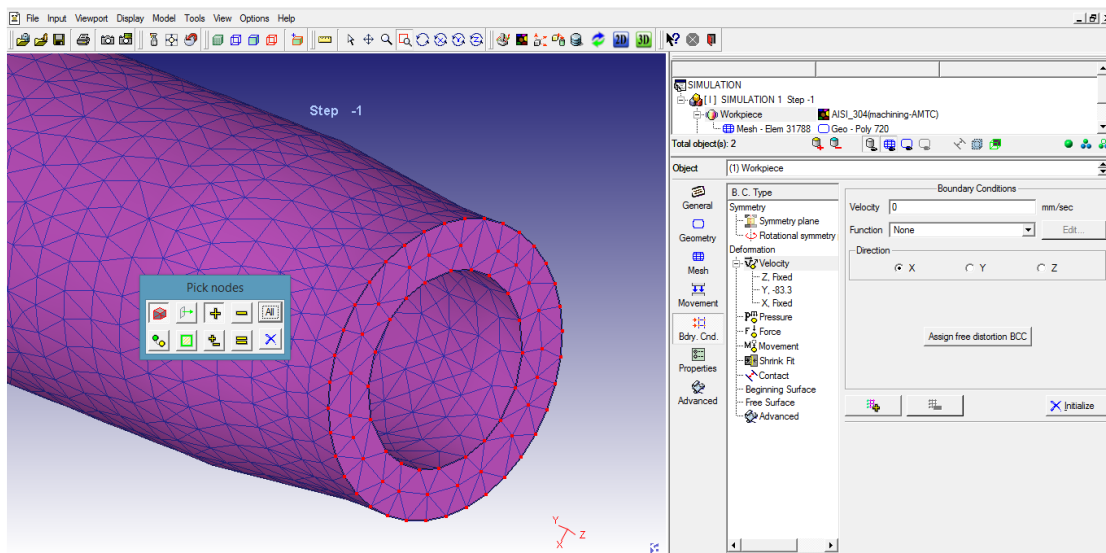 File Input Viewport Display Model Tools View Options Help
2D 3D
Step -1
Pick nodes
All
Y
Z
X
SIMULATION
[ I ] SIMULATION 1 Step -1
Workpiece AISI_304(machining-AMTC)
Mesh - Elem 31788 Geo - Poly 720
Total object(s): 2
Object (1) Workpiece
General
Geometry
Mesh
Movement
Bdry. Cnd.
Properties
Advanced
B. C. Type
Symmetry
Symmetry plane
Rotational symmetry
Deformation
Velocity
Z, Fixed
Y, -83.3
X, Fixed
Pressure
Force
Movement
Shrink Fit
Contact
Beginning Surface
Free Surface
Advanced
Boundary Conditions
Velocity 0 mm/sec
Function None Edit...
Direction
X Y Z
Assign free distortion BCC
Initialize